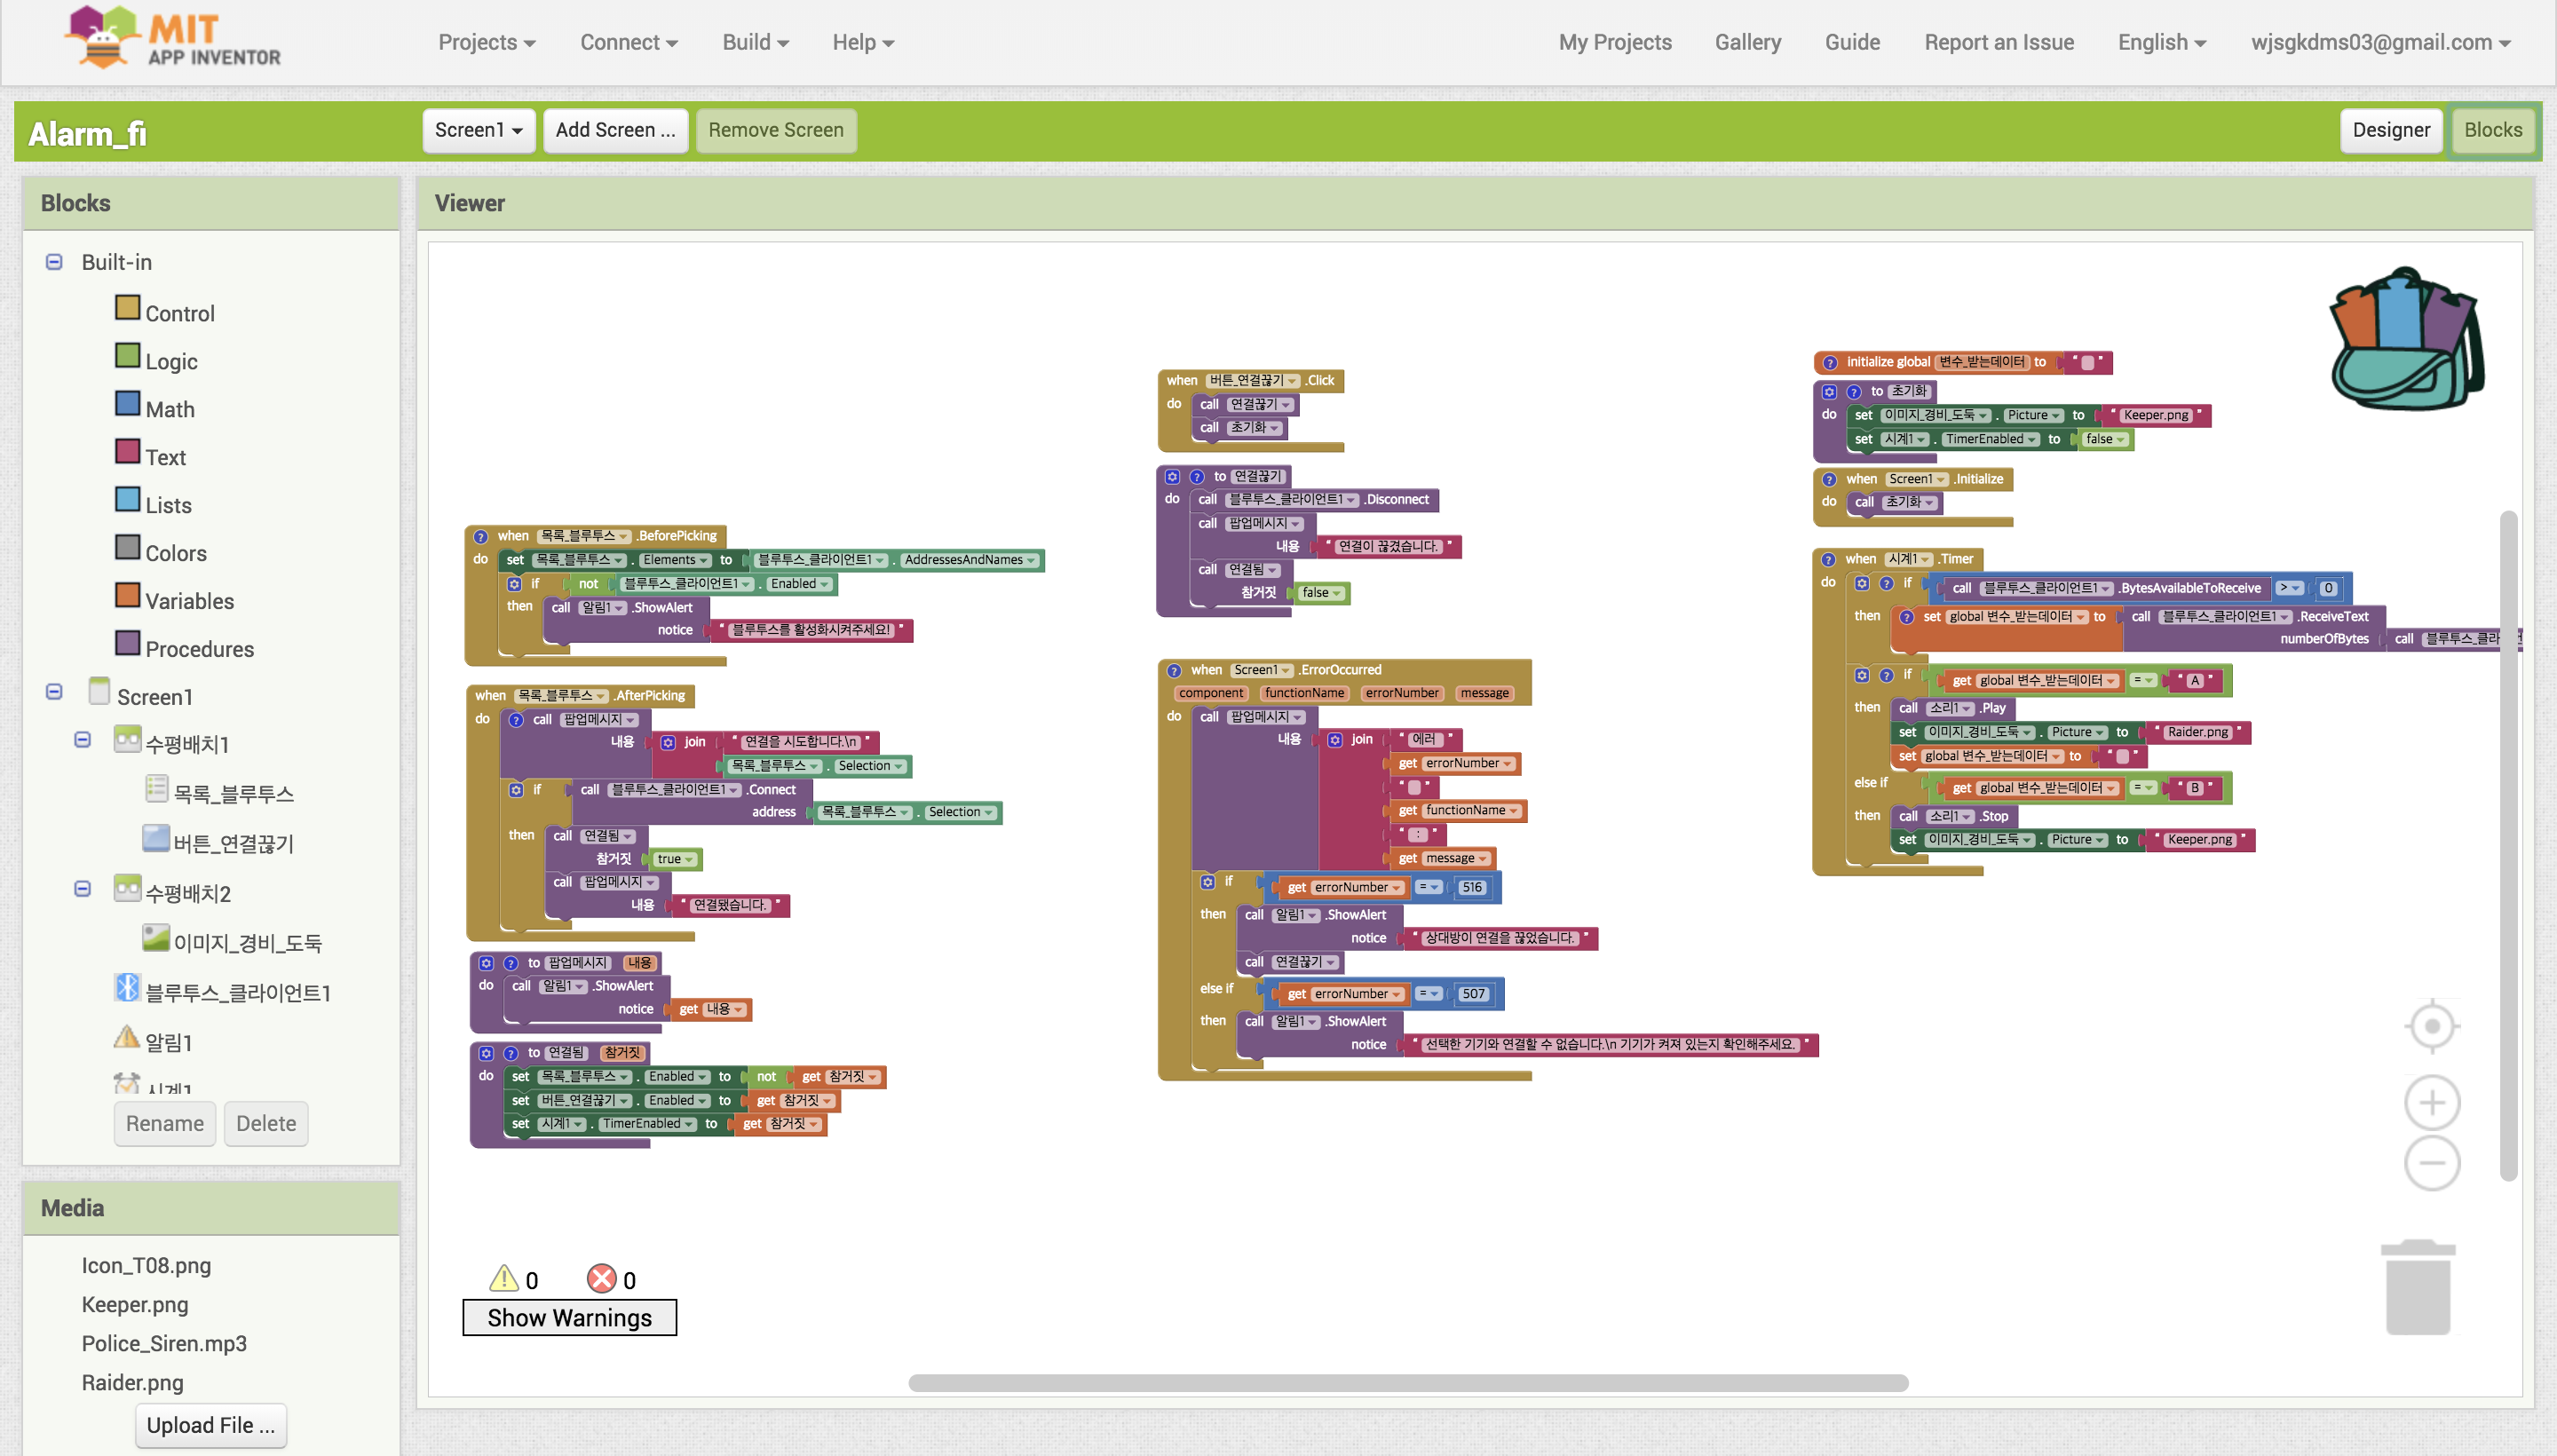 MIT
APP INVENTOR
Projects Connect Build Help My Projects Gallery Guide Report an Issue English wjsgkdms03@gmail.com
Alarm_fi Screen1 Add Screen ... Remove Screen Designer Blocks
Blocks
Built-in
Control
Logic
Math
Text
Lists
Colors
Variables
Procedures
Screen1
수평배치1
목록_블루투스
버튼_연결끊기
수평배치2
이미지_경비_도둑
블루투스_클라이언트1
알림1
시계1
Rename Delete
Media
Icon_T08.png
Keeper.png
Police_Siren.mp3
Raider.png
Upload File ...
Viewer
when 목록_블루투스 .BeforePicking
do set 목록_블루투스 . Elements to 블루투스_클라이언트1 . AddressesAndNames
if not 블루투스_클라이언트1 . Enabled
then call 알림1 .ShowAlert
notice " 블루투스를 활성화시켜주세요! "
when 목록_블루투스 .AfterPicking
do call 팝업메시지
내용 join " 연결을 시도합니다.\n "
목록_블루투스 . Selection
if call 블루투스_클라이언트1 .Connect
address 목록_블루투스 . Selection
then call 연결됨
참거짓 true
call 팝업메시지
내용 " 연결됐습니다. "
to 팝업메시지 내용
do call 알림1 .ShowAlert
notice get 내용
to 연결됨 참거짓
do set 목록_블루투스 . Enabled to not get 참거짓
set 버튼_연결끊기 . Enabled to get 참거짓
set 시계1 . TimerEnabled to get 참거짓
0 0
Show Warnings
when 버튼_연결끊기 .Click
do call 연결끊기
call 초기화
to 연결끊기
do call 블루투스_클라이언트1 .Disconnect
call 팝업메시지
내용 " 연결이 끊겼습니다. "
call 연결됨
참거짓 false
when Screen1 .ErrorOccurred
component functionName errorNumber message
do call 팝업메시지
내용 join " 에러 "
get errorNumber
" "
get functionName
" : "
get message
if get errorNumber = 516
then call 알림1 .ShowAlert
notice " 상대방이 연결을 끊었습니다. "
call 연결끊기
else if get errorNumber = 507
then call 알림1 .ShowAlert
notice " 선택한 기기와 연결할 수 없습니다.\n 기기가 켜져 있는지 확인해주세요. "
initialize global 변수_받는데이터 to " "
to 초기화
do set 이미지_경비_도둑 . Picture to " Keeper.png "
set 시계1 . TimerEnabled to false
when Screen1 .Initialize
do call 초기화
when 시계1 .Timer
do if call 블루투스_클라이언트1 .BytesAvailableToReceive > 0
then set global 변수_받는데이터 to call 블루투스_클라이언트1 .ReceiveText
numberOfBytes call 블루투스_클라
if get global 변수_받는데이터 = " A "
then call 소리1 .Play
set 이미지_경비_도둑 . Picture to " Raider.png "
set global 변수_받는데이터 to " "
else if get global 변수_받는데이터 = " B "
then call 소리1 .Stop
set 이미지_경비_도둑 . Picture to " Keeper.png "